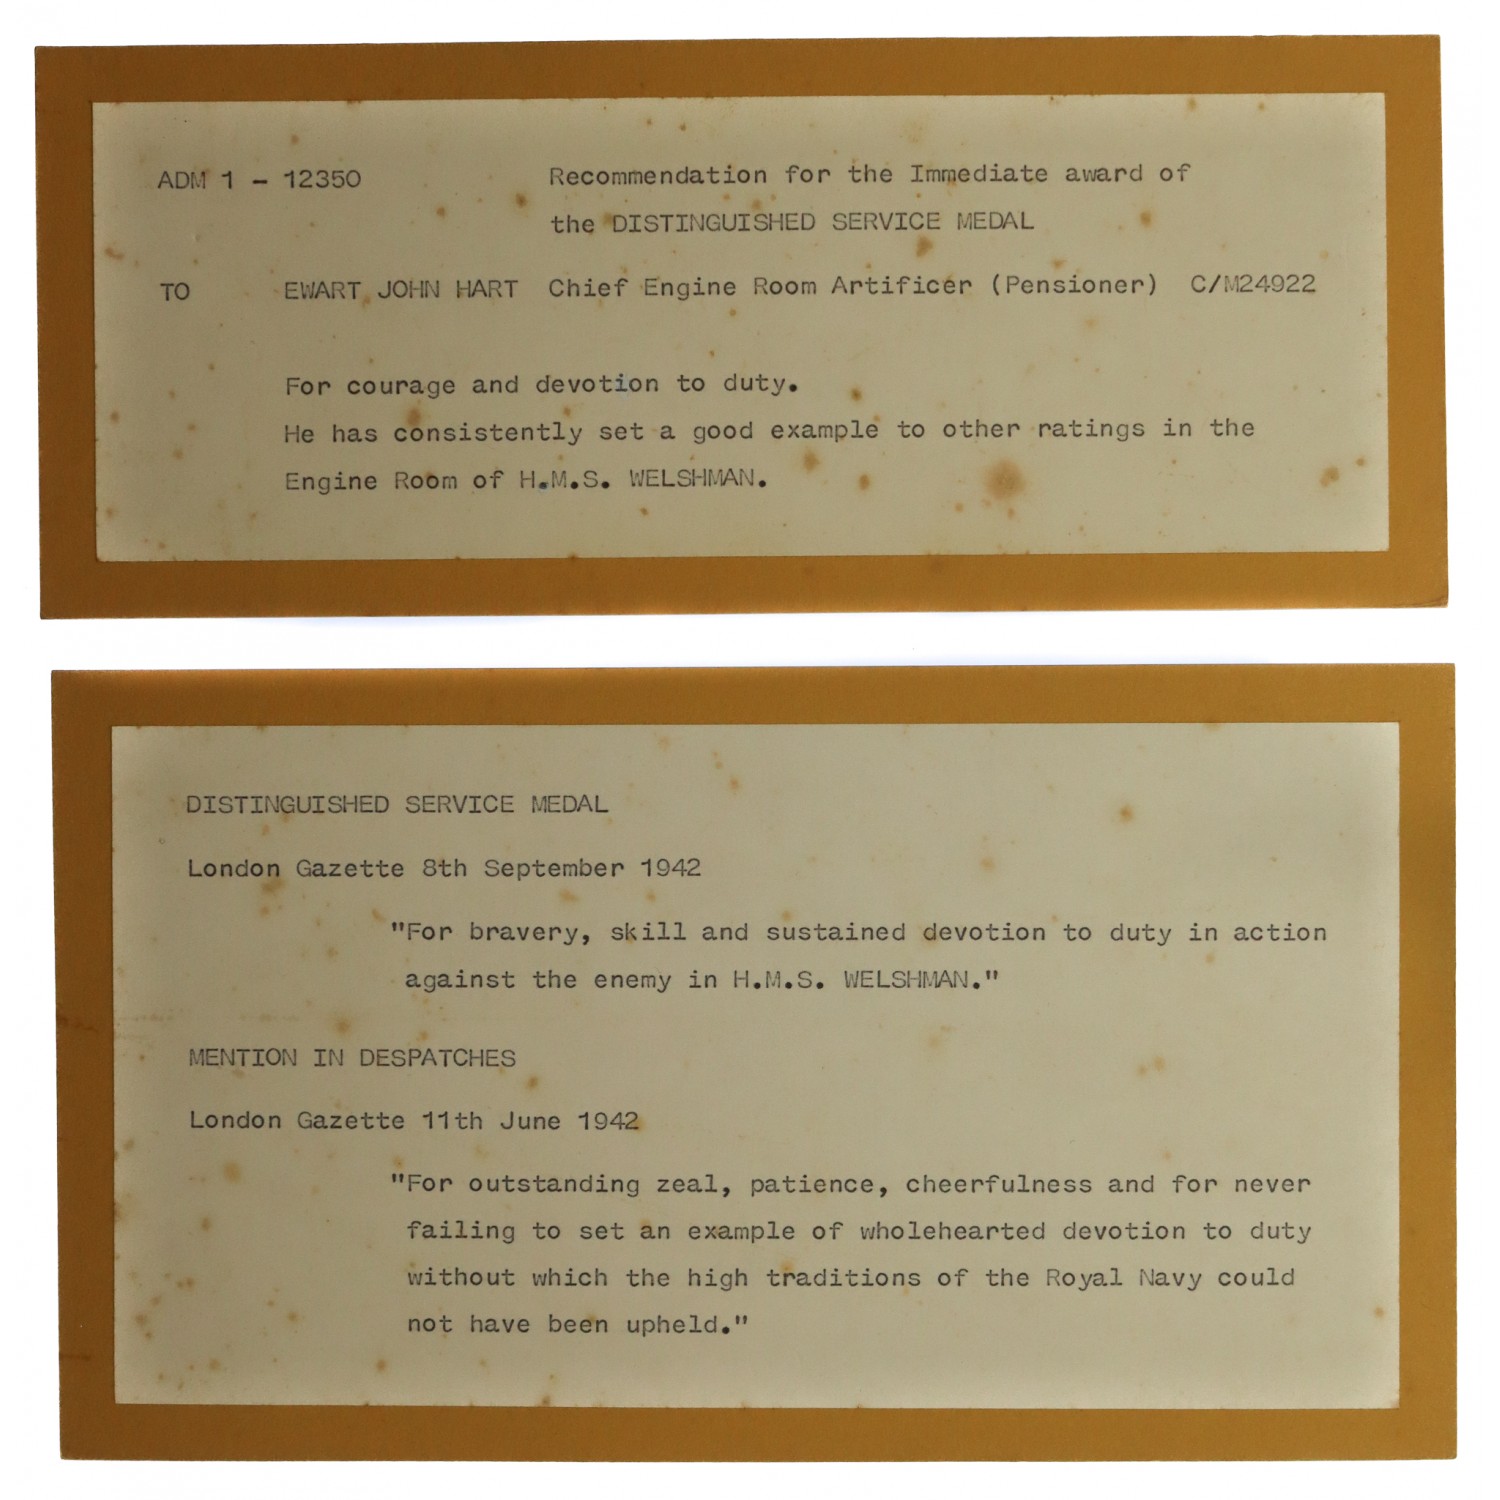 ADM 1 - 12350 Recommendation for the Immediate award of
the DISTINGUISHED SERVICE MEDAL
TO EWART JOHN HART Chief Engine Room Artificer (Pensioner) C/M24922
For courage and devotion to duty.
He has consistently set a good example to other ratings in the
Engine Room of H.M.S. WELSHMAN.
DISTINGUISHED SERVICE MEDAL
London Gazette 8th September 1942
"For bravery, skill and sustained devotion to duty in action
against the enemy in H.M.S. WELSHMAN."
MENTION IN DESPATCHES
London Gazette 11th June 1942
"For outstanding zeal, patience, cheerfulness and for never
failing to set an example of wholehearted devotion to duty
without which the high traditions of the Royal Navy could
not have been upheld."